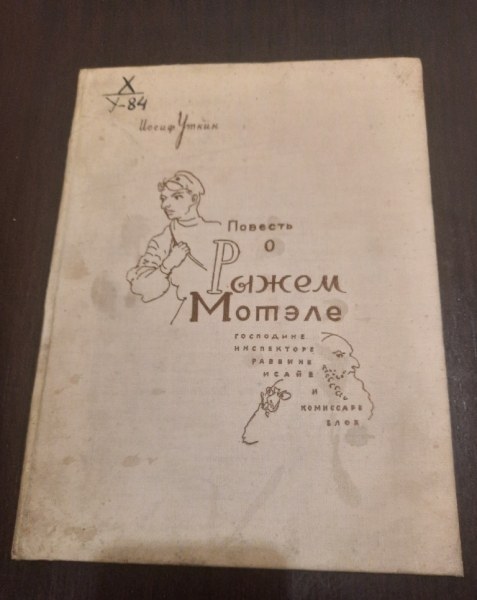 Х
У-84
Иосиф Уткин
Повесть
о
Рыжем
Мотэле
господине
инспекторе
раввине
исайе
и
комиссаре
блох